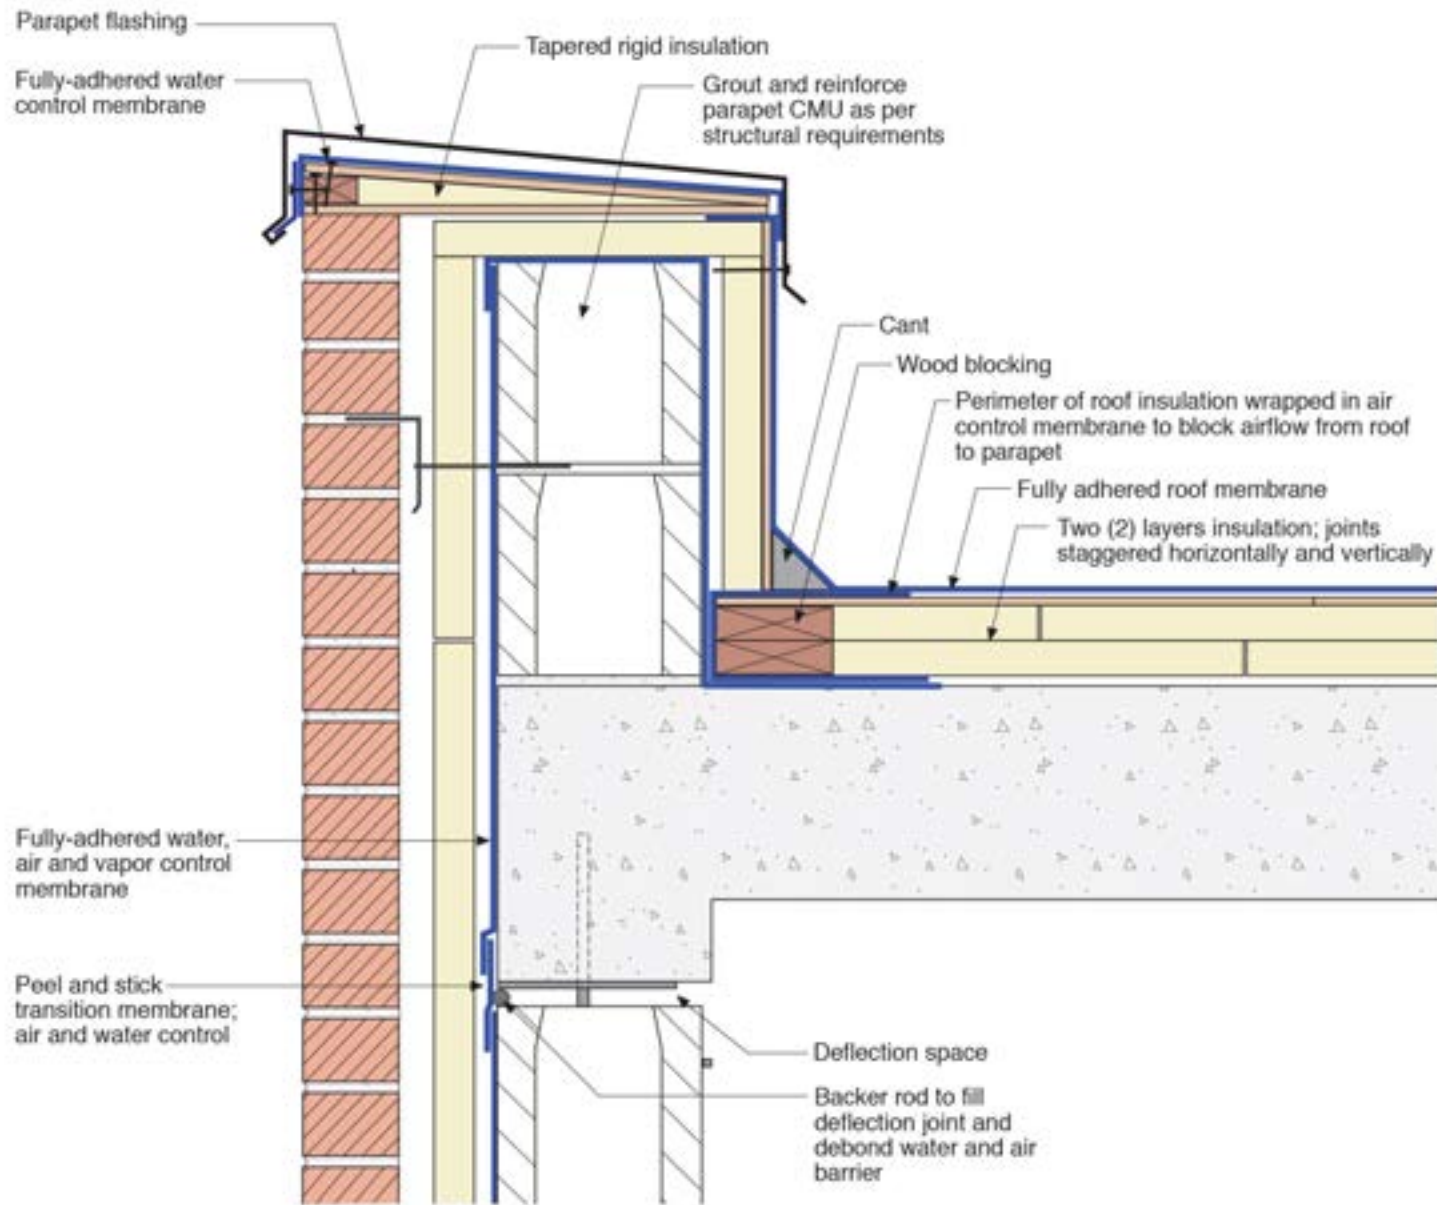 Parapet flashing
Tapered rigid insulation
Fully-adhered water
control membrane
Grout and reinforce
parapet CMU as per
structural requirements
Cant
Wood blocking
Perimeter of roof insulation wrapped in air
control membrane to block airflow from roof
to parapet
Fully adhered roof membrane
Two (2) layers insulation; joints
staggered horizontally and vertically
Fully-adhered water,
air and vapor control
membrane
Peel and stick
transition membrane;
air and water control
Deflection space
Backer rod to fill
deflection joint and
debond water and air
barrier